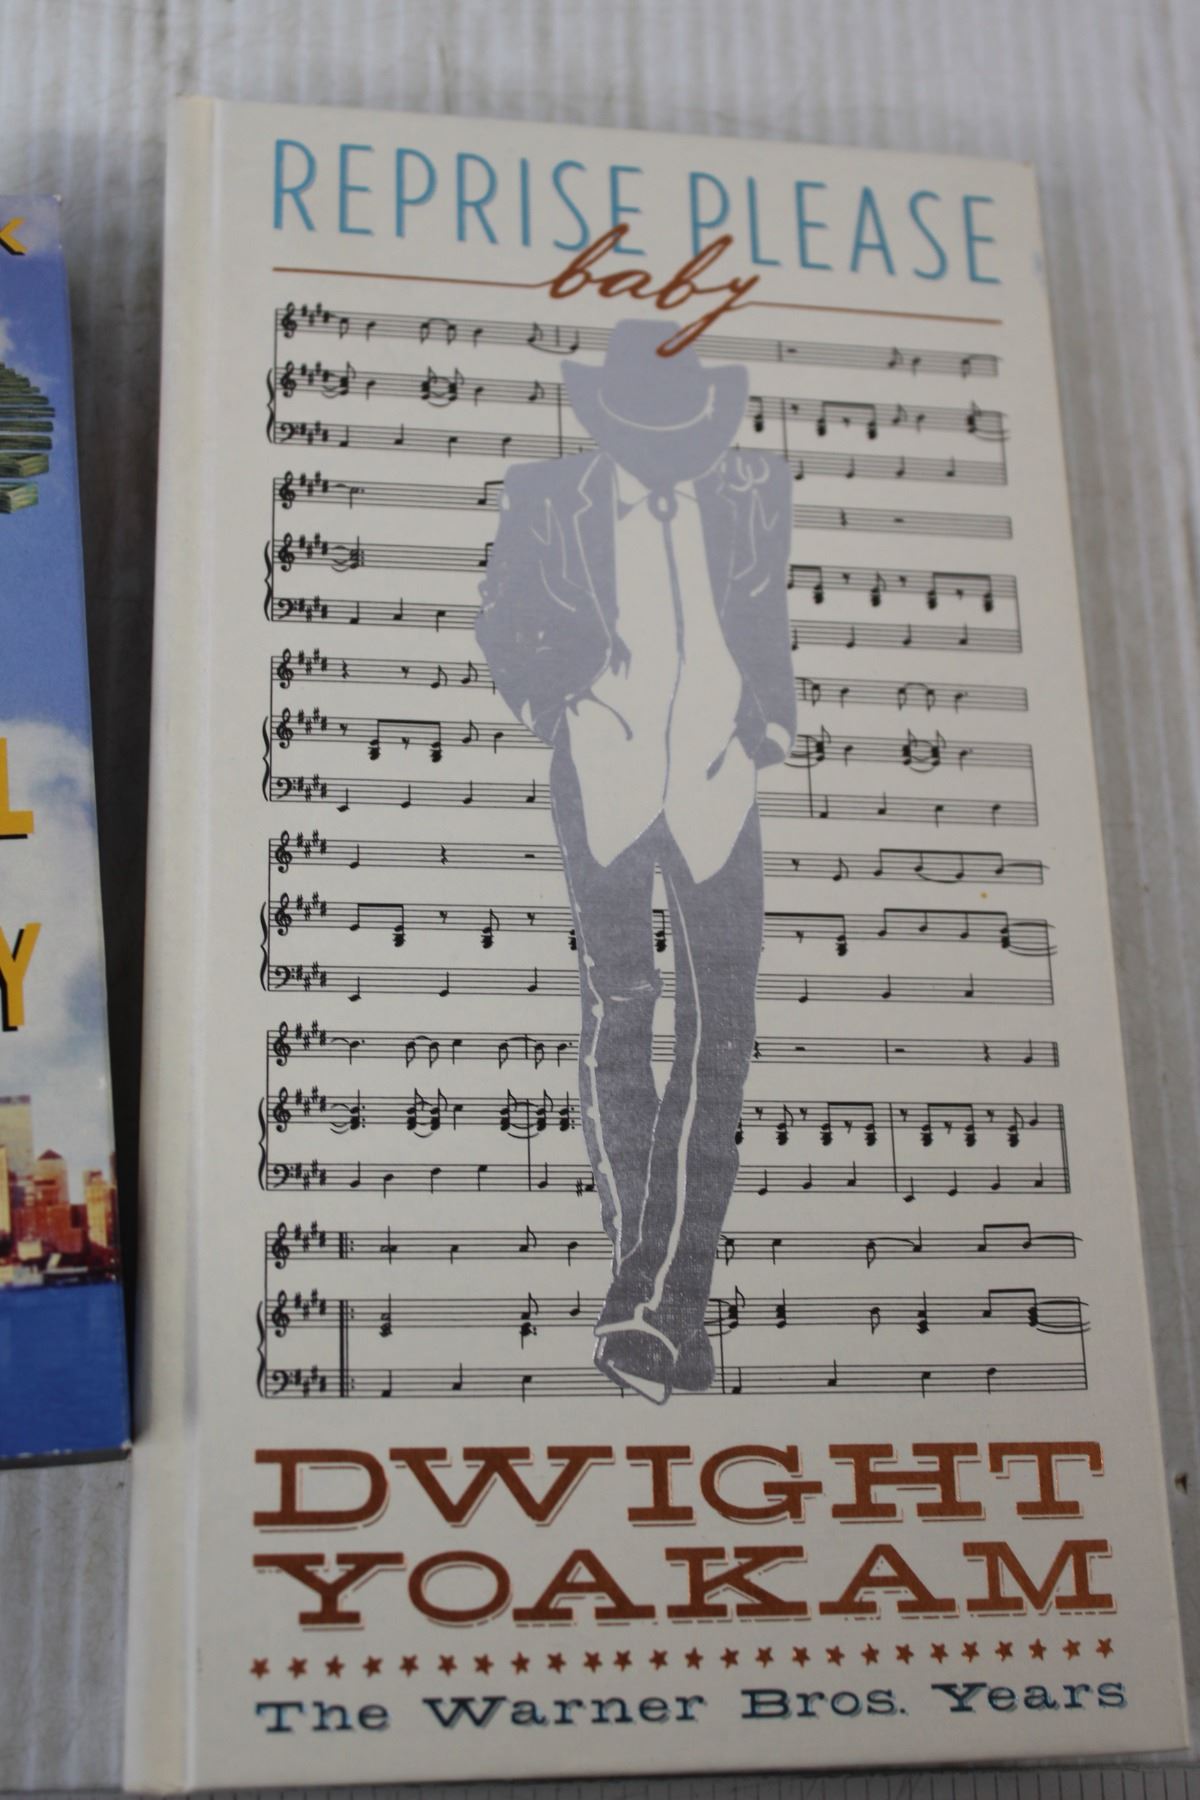 REPRISE PLEASE
baby
DWIGHT
YOAKAM
The Warner Bros. Years
K
L
Y